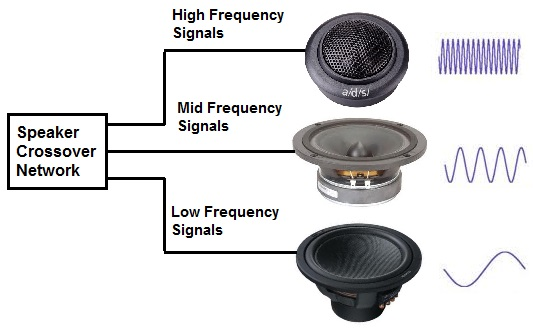 High Frequency
Signals
a/d/s/
Mid Frequency
Signals
Speaker
Crossover
Network
Low Frequency
Signals